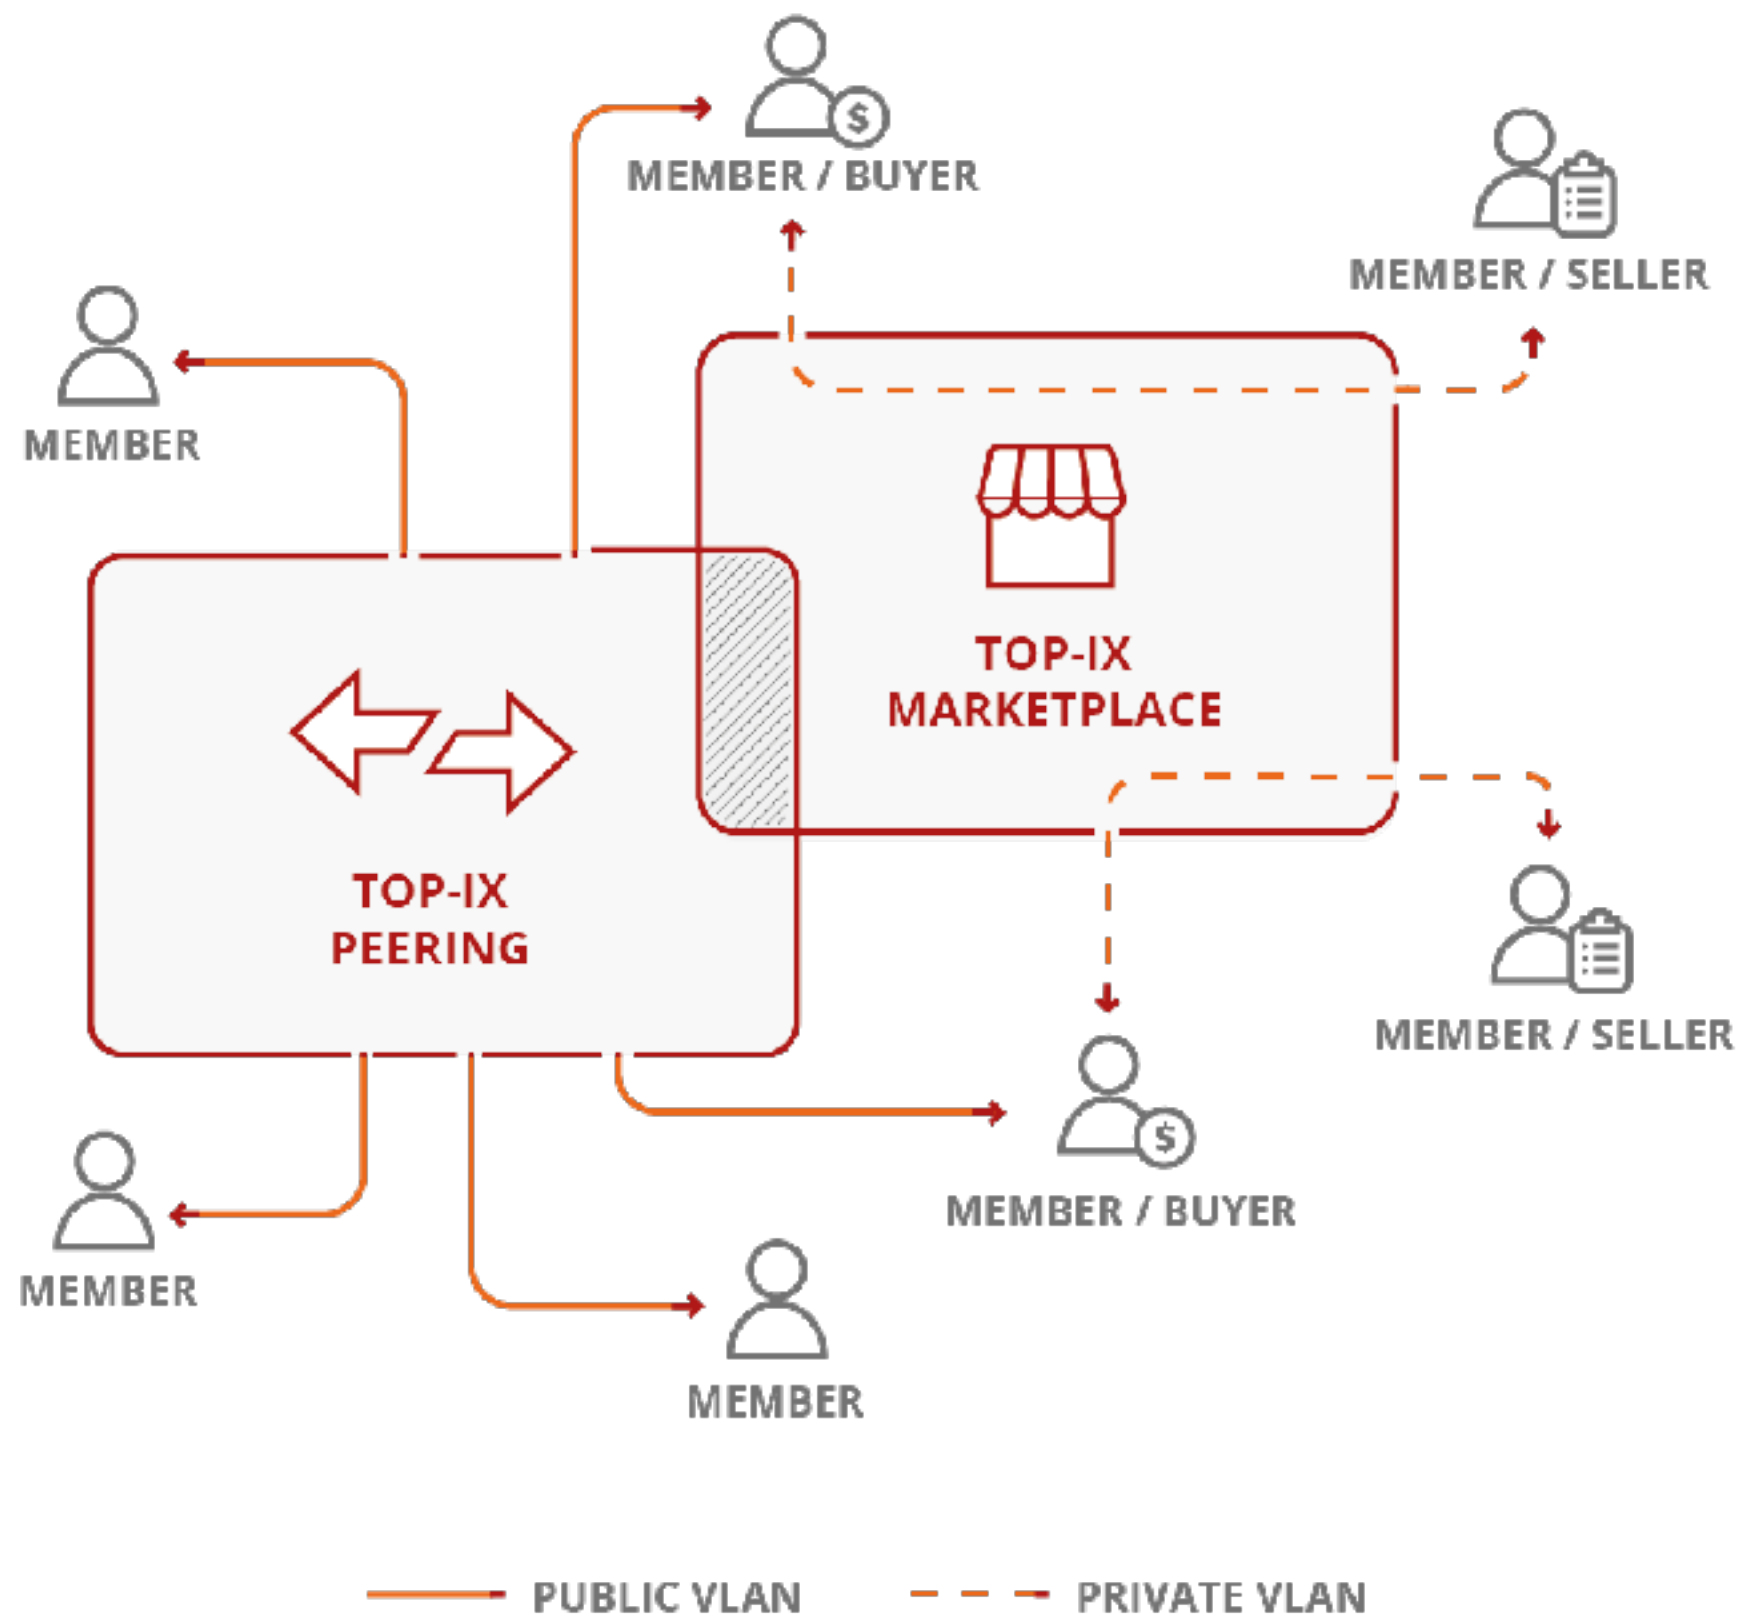 $
MEMBER / BUYER
MEMBER / SELLER
MEMBER
TOP-IX
MARKETPLACE
TOP-IX
PEERING
MEMBER / SELLER
$
MEMBER / BUYER
MEMBER
MEMBER
PUBLIC VLAN
PRIVATE VLAN